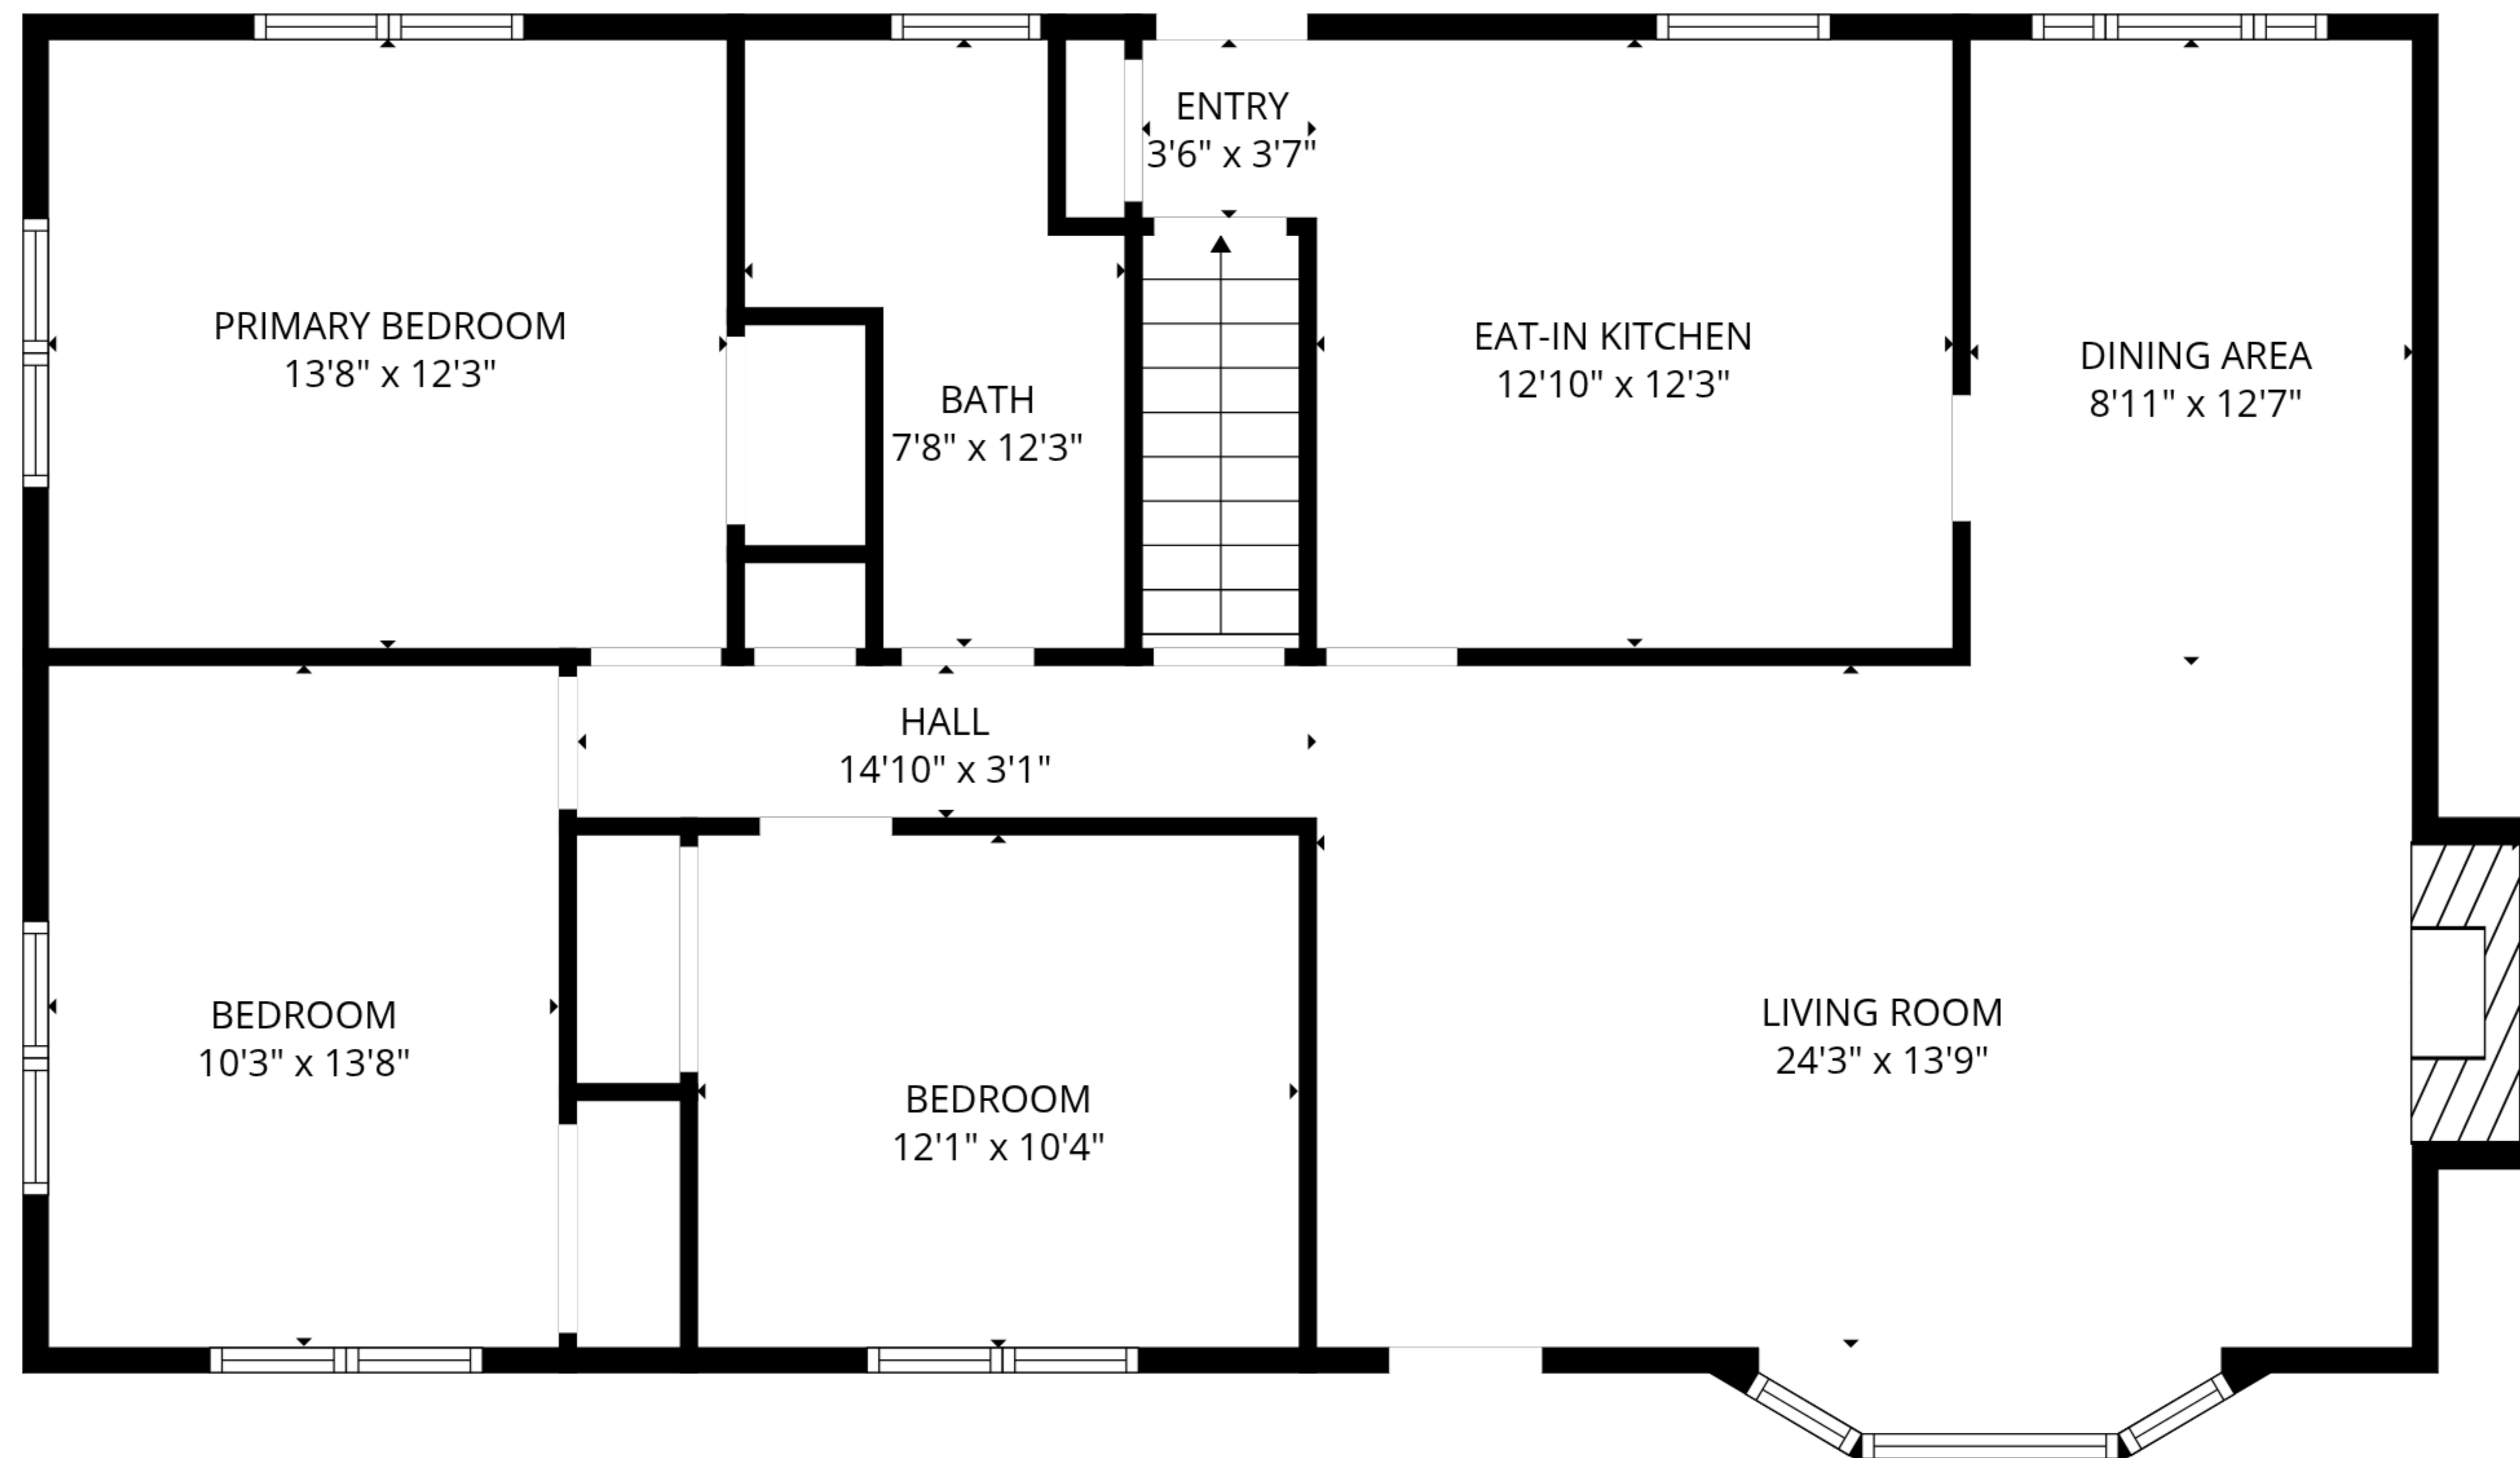 ENTRY
3'6" x 3'7"
PRIMARY BEDROOM
13'8" x 12'3"
BATH
7'8" x 12'3"
EAT-IN KITCHEN
12'10" x 12'3"
DINING AREA
8'11" x 12'7"
HALL
14'10" x 3'1"
BEDROOM
10'3" x 13'8"
BEDROOM
12'1" x 10'4"
LIVING ROOM
24'3" x 13'9"